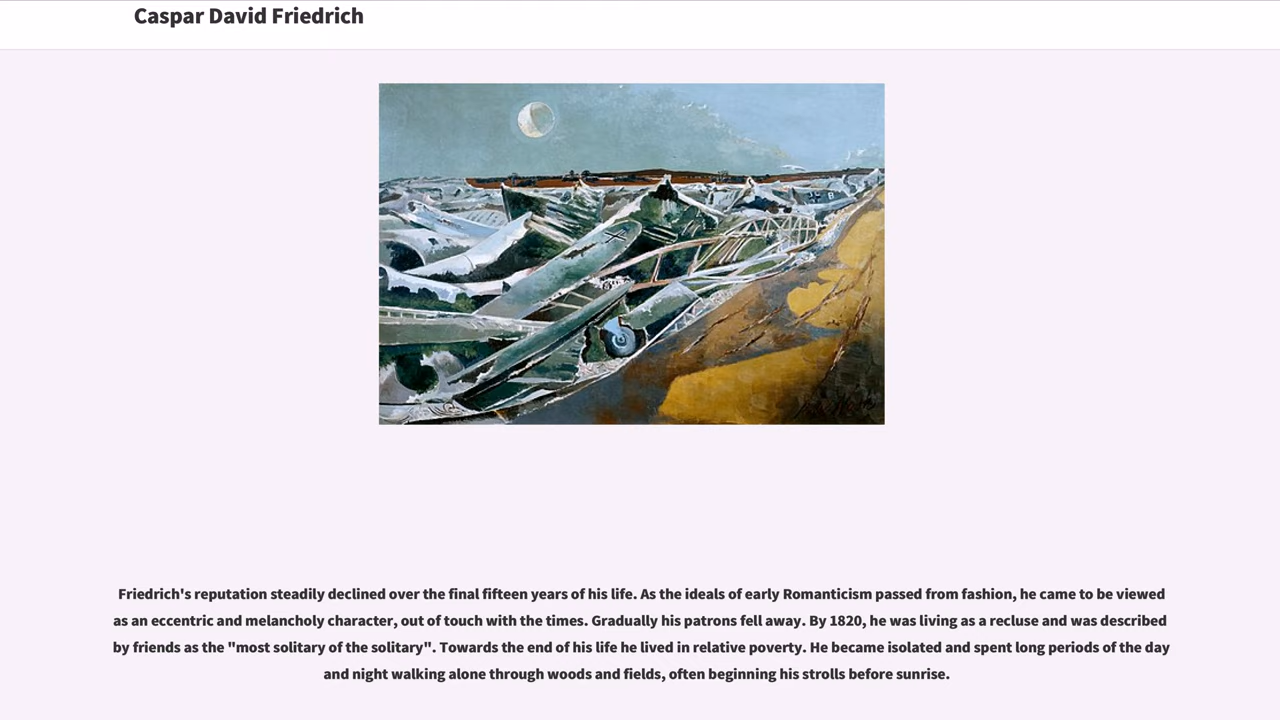 Caspar David Friedrich
Friedrich's reputation steadily declined over the final fifteen years of his life. As the ideals of early Romanticism passed from fashion, he came to be viewed
as an eccentric and melancholy character, out of touch with the times. Gradually his patrons fell away. By 1820, he was living as a recluse and was described
by friends as the "most solitary of the solitary". Towards the end of his life he lived in relative poverty. He became isolated and spent long periods of the day
and night walking alone through woods and fields, often beginning his strolls before sunrise.